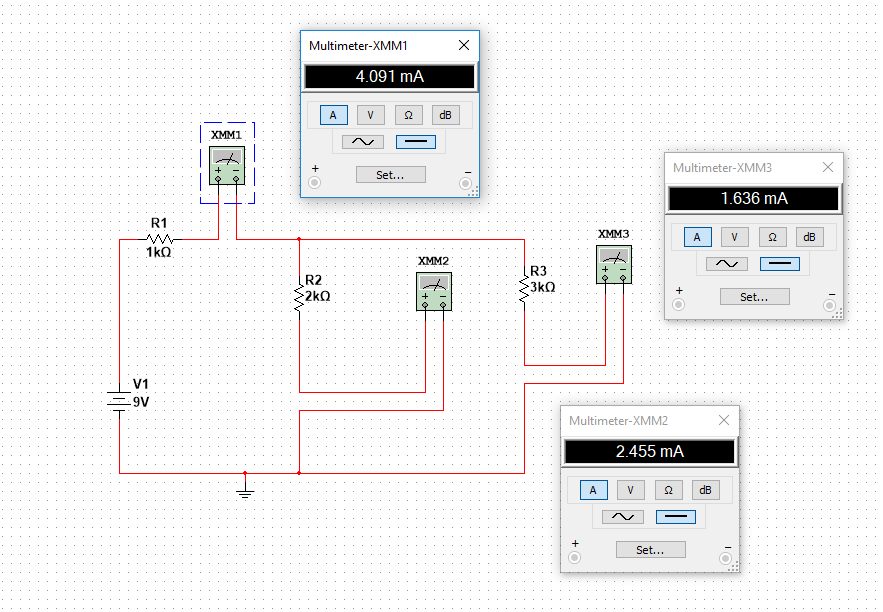 Multimeter-XMM1
4.091 mA
A V Ω dB
+ −
Set...
XMM1
+ −
Multimeter-XMM3
1.636 mA
A V Ω dB
+ −
Set...
R1
1kΩ
XMM3
+ −
XMM2
+ −
R2
2kΩ
R3
3kΩ
V1
9V
Multimeter-XMM2
2.455 mA
A V Ω dB
+ −
Set...